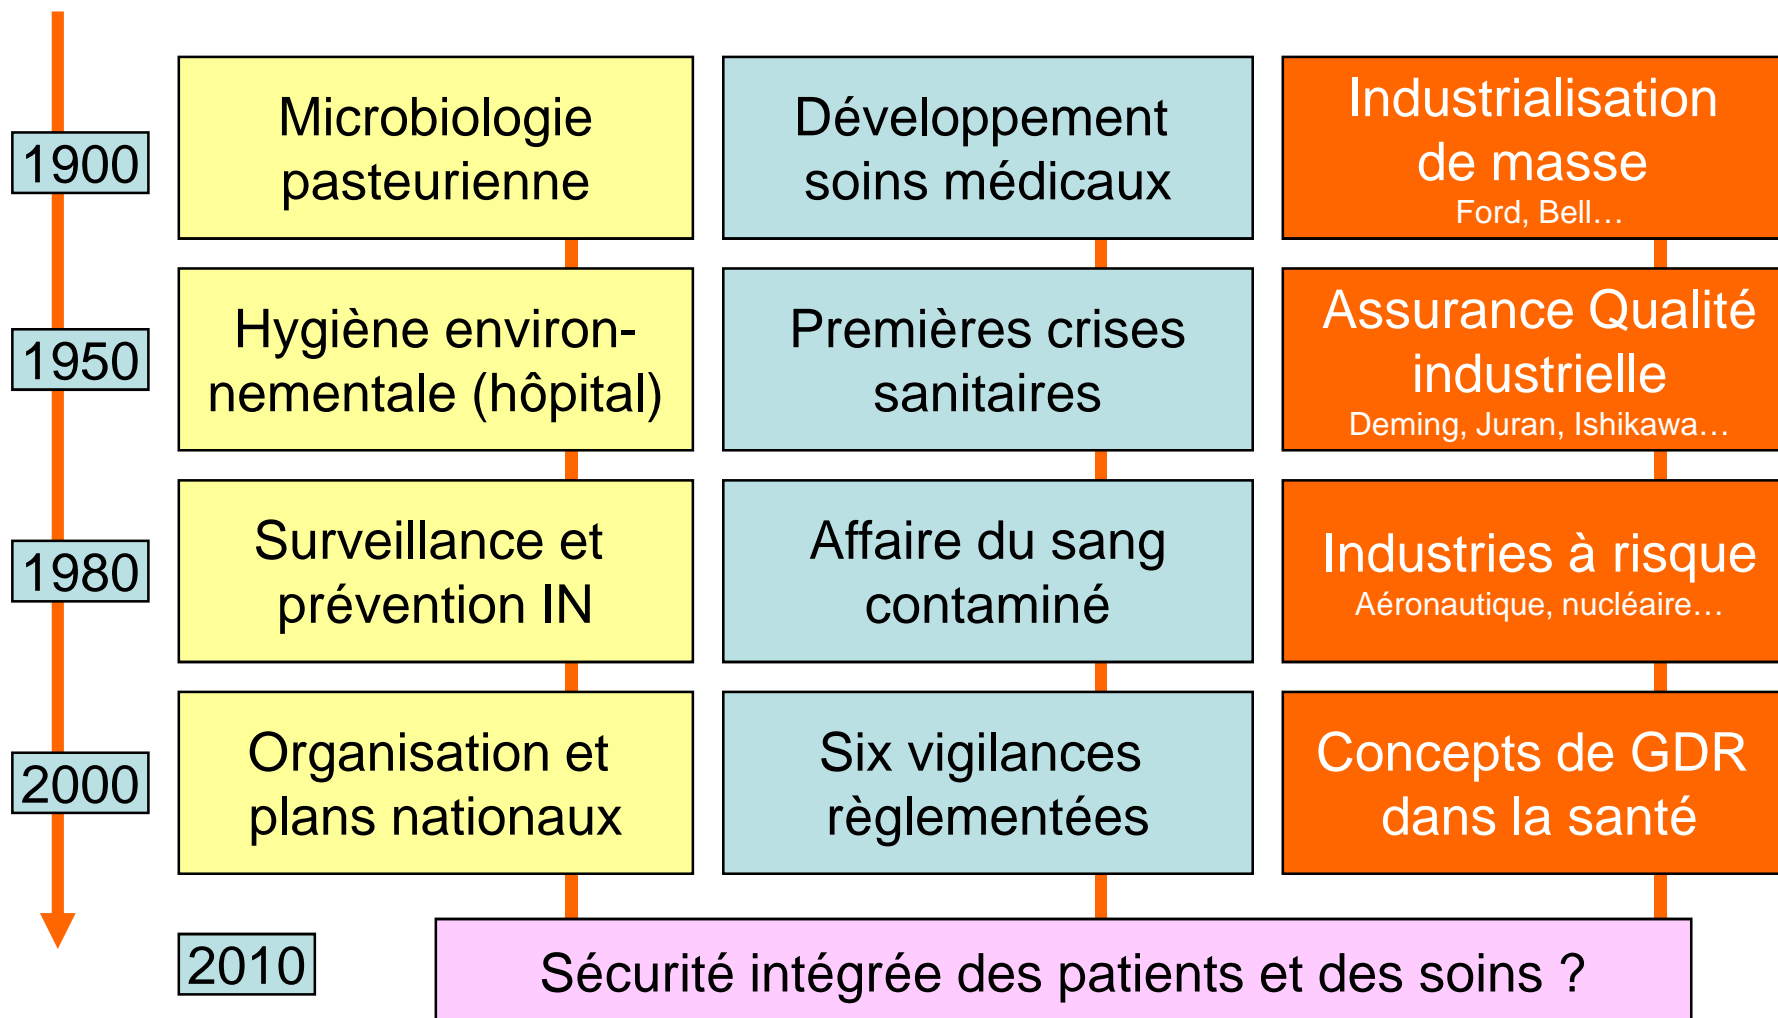 1900
Microbiologie
pasteurienne
Développement
soins médicaux
Industrialisation
de masse
Ford, Bell…
1950
Hygiène environ-
nementale (hôpital)
Premières crises
sanitaires
Assurance Qualité
industrielle
Deming, Juran, Ishikawa…
1980
Surveillance et
prévention IN
Affaire du sang
contaminé
Industries à risque
Aéronautique, nucléaire…
2000
Organisation et
plans nationaux
Six vigilances
règlementées
Concepts de GDR
dans la santé
2010
Sécurité intégrée des patients et des soins ?